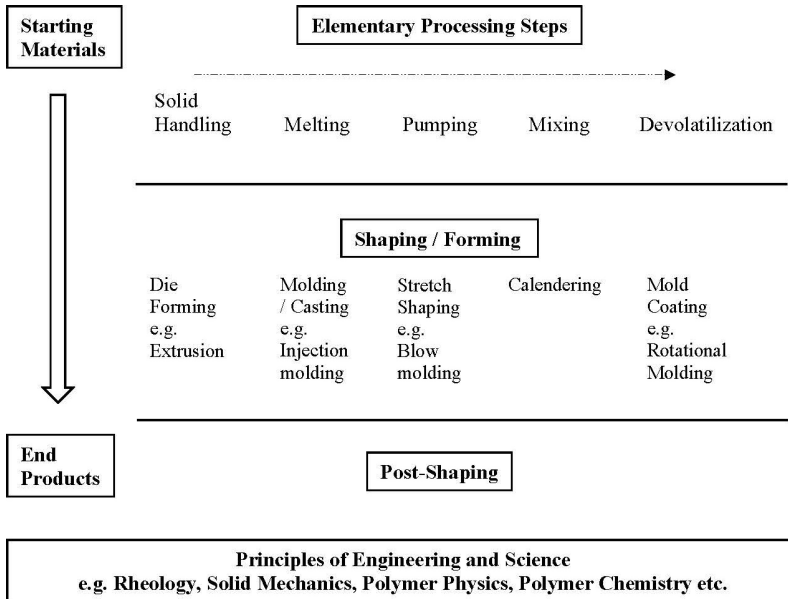 Starting
Materials
Elementary Processing Steps
Solid
Handling
Melting
Pumping
Mixing
Devolatilization
Shaping / Forming
Die
Forming
e.g.
Extrusion
Molding
/ Casting
e.g.
Injection
molding
Stretch
Shaping
e.g.
Blow
molding
Calendering
Mold
Coating
e.g.
Rotational
Molding
End
Products
Post-Shaping
Principles of Engineering and Science
e.g. Rheology, Solid Mechanics, Polymer Physics, Polymer Chemistry etc.